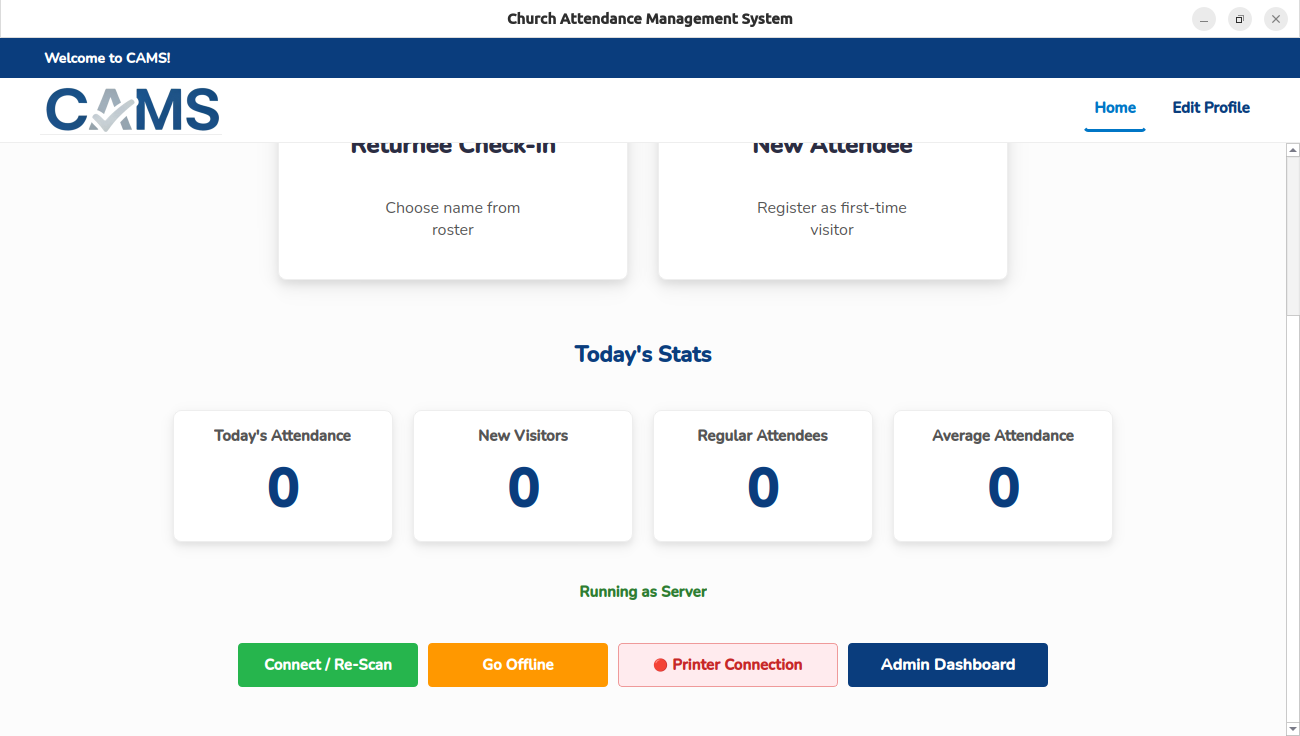 Church Attendance Management System
Welcome to CAMS!
CAMS
Home
Edit Profile
Returnee Check-in
New Attendee
Choose name from
roster
Register as first-time
visitor
Today's Stats
Today's Attendance
0
New Visitors
0
Regular Attendees
0
Average Attendance
0
Running as Server
Connect / Re-Scan
Go Offline
Printer Connection
Admin Dashboard